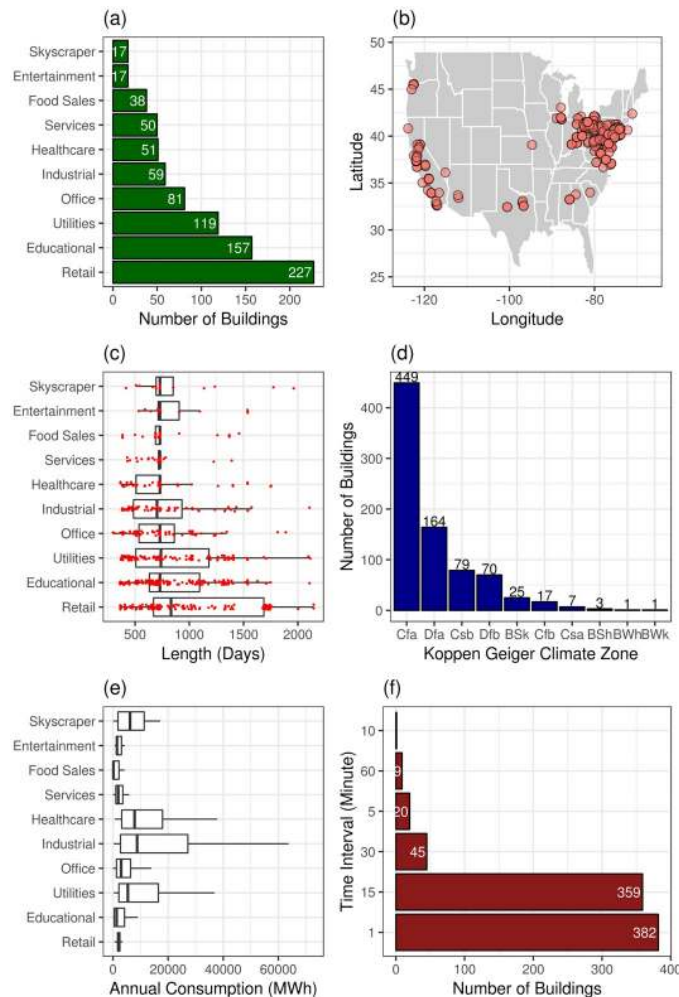 (a)
Skyscraper 17
Entertainment 17
Food Sales 38
Services 50
Healthcare 51
Industrial 59
Office 81
Utilities 119
Educational 157
Retail 227
0 50 100 150 200
Number of Buildings
(b)
Latitude
50
45
40
35
30
25
-120 -100 -80
Longitude
(c)
Skyscraper
Entertainment
Food Sales
Services
Healthcare
Industrial
Office
Utilities
Educational
Retail
500 1000 1500 2000
Length (Days)
(d)
Number of Buildings
400
300
200
100
0
449 164 79 70 25 17 7 3 1 1
Cfa Dfa Csb Dfb BSk Cfb Csa BSh BWh BWk
Koppen Geiger Climate Zone
(e)
Skyscraper
Entertainment
Food Sales
Services
Healthcare
Industrial
Office
Utilities
Educational
Retail
0 20000 40000 60000
Annual Consumption (MWh)
(f)
Time Interval (Minute)
10
60 9
5 20
30 45
15 359
1 382
0 100 200 300 400
Number of Buildings